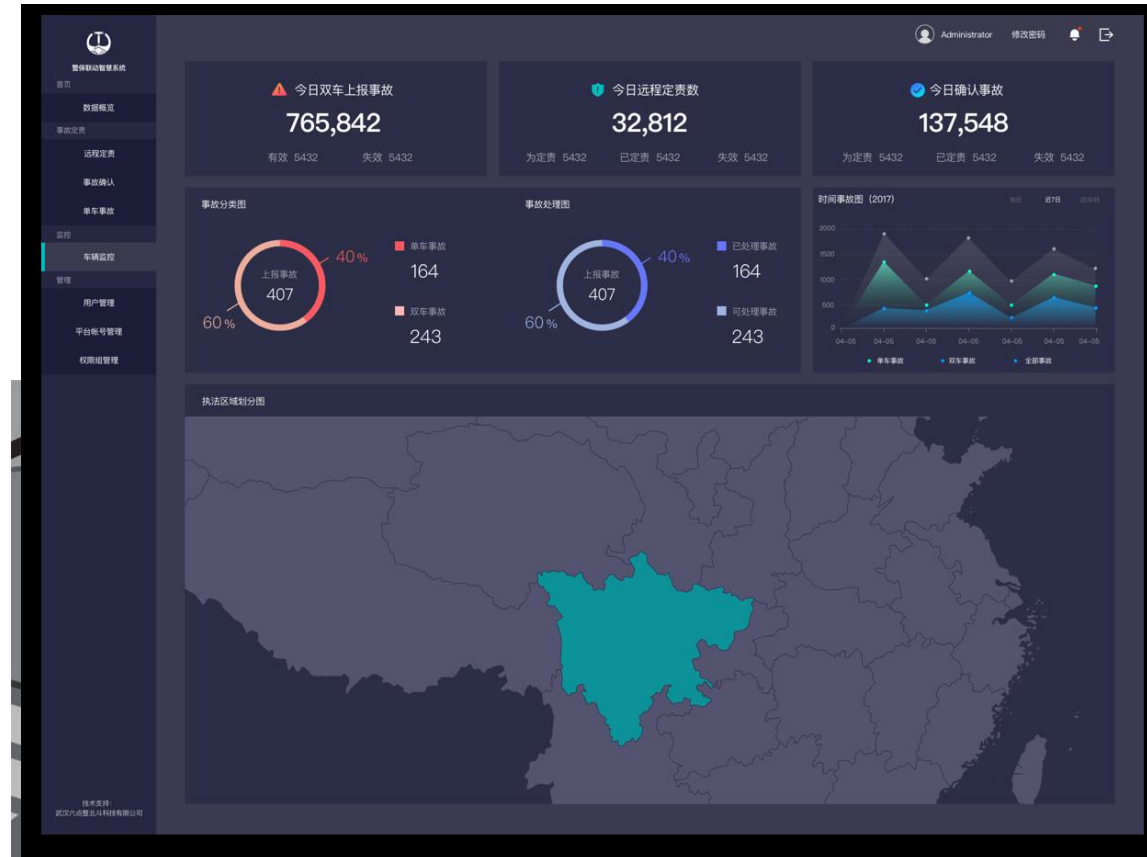 警保联动智慧系统
首页
数据概览
事故定责
远程定责
事故确认
单车事故
监控
车辆监控
管理
用户管理
平台帐号管理
权限组管理
技术支持:
武汉六点整北斗科技有限公司
Administrator 修改密码
今日双车上报事故
765,842
有效 5432 失效 5432
今日远程定责数
32,812
为定责 5432 已定责 5432 失效 5432
今日确认事故
137,548
为定责 5432 已定责 5432 失效 5432
事故分类图
40%
60%
上报事故
407
单车事故
164
双车事故
243
事故处理图
40%
60%
上报事故
407
已处理事故
164
可处理事故
243
时间事故图 (2017)
当日 近7日 近30日
2000
1500
1000
500
0
04-05 04-05 04-05 04-05 04-05 04-05 04-05
单车事故 双车事故 全部事故
执法区域划分图